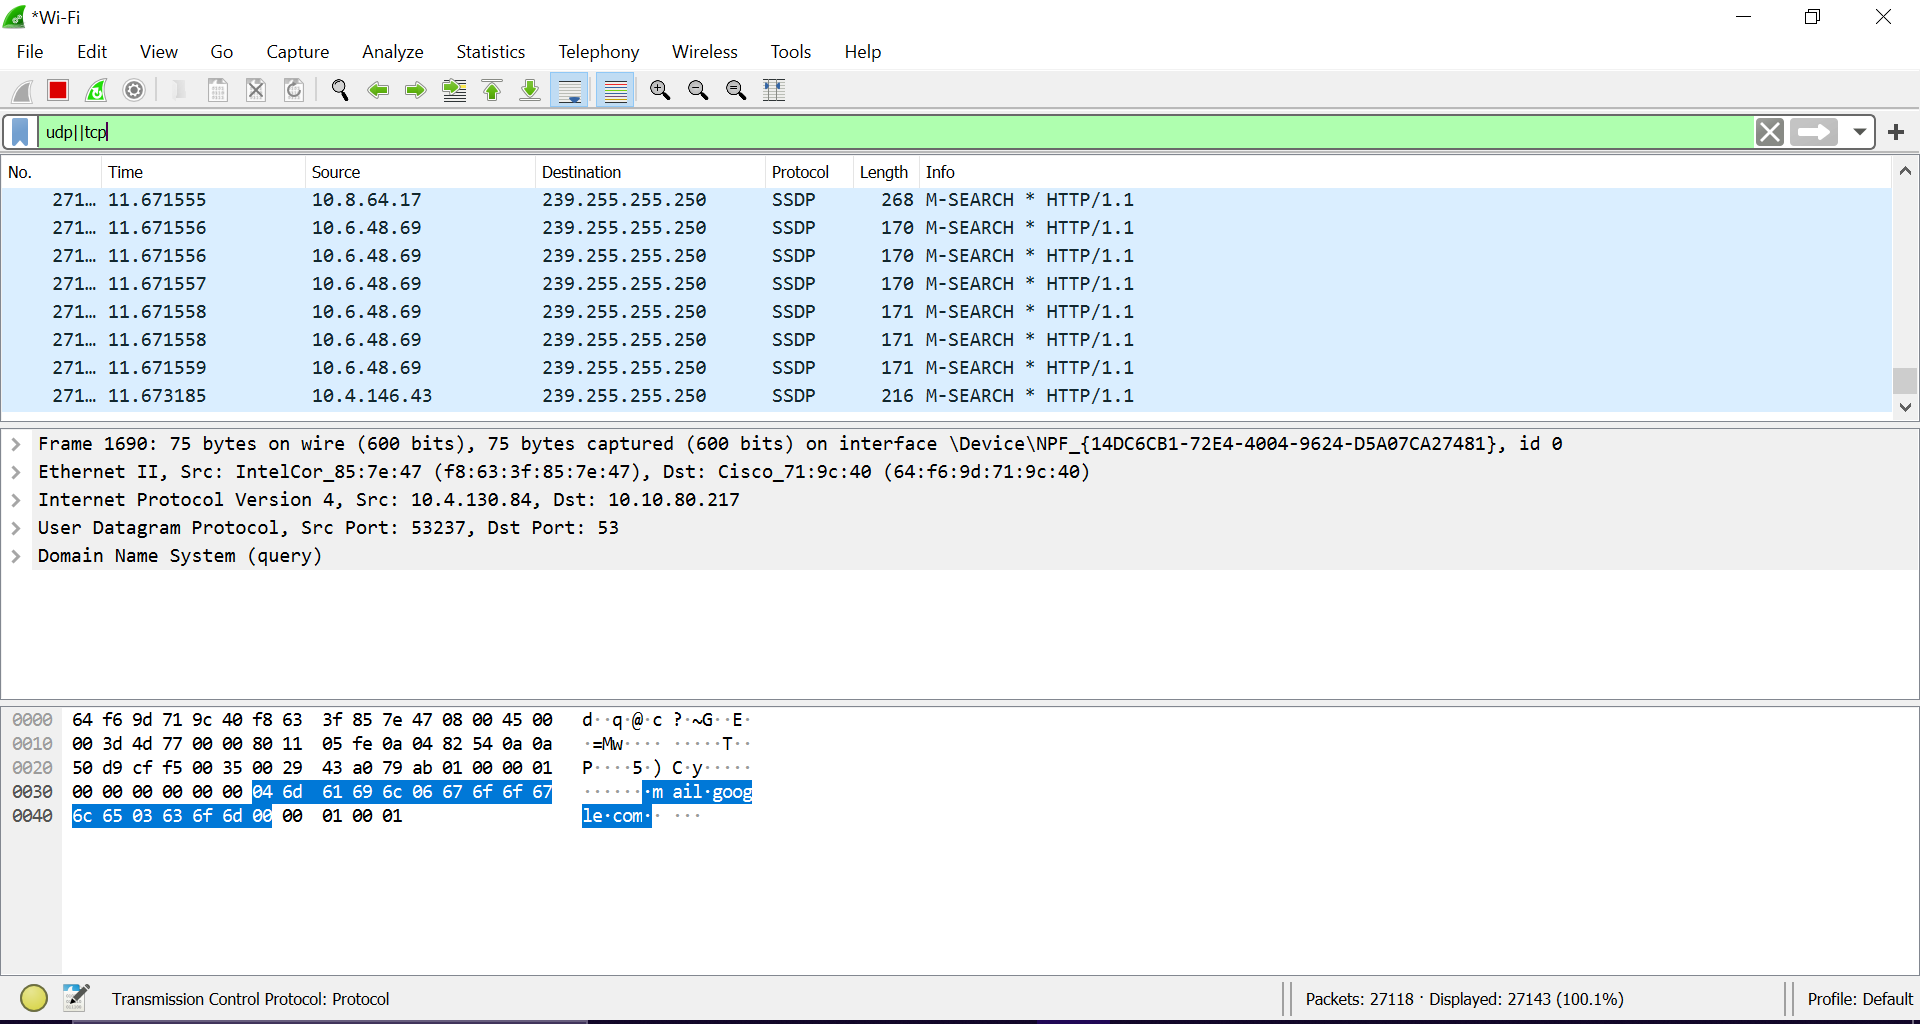 *Wi-Fi
File Edit View Go Capture Analyze Statistics Telephony Wireless Tools Help
udp||tcp
No. Time Source Destination Protocol Length Info
271… 11.671555 10.8.64.17 239.255.255.250 SSDP 268 M-SEARCH * HTTP/1.1
271… 11.671556 10.6.48.69 239.255.255.250 SSDP 170 M-SEARCH * HTTP/1.1
271… 11.671556 10.6.48.69 239.255.255.250 SSDP 170 M-SEARCH * HTTP/1.1
271… 11.671557 10.6.48.69 239.255.255.250 SSDP 170 M-SEARCH * HTTP/1.1
271… 11.671558 10.6.48.69 239.255.255.250 SSDP 171 M-SEARCH * HTTP/1.1
271… 11.671558 10.6.48.69 239.255.255.250 SSDP 171 M-SEARCH * HTTP/1.1
271… 11.671559 10.6.48.69 239.255.255.250 SSDP 171 M-SEARCH * HTTP/1.1
271… 11.673185 10.4.146.43 239.255.255.250 SSDP 216 M-SEARCH * HTTP/1.1
Frame 1690: 75 bytes on wire (600 bits), 75 bytes captured (600 bits) on interface \Device\NPF_{14DC6CB1-72E4-4004-9624-D5A07CA27481}, id 0
Ethernet II, Src: IntelCor_85:7e:47 (f8:63:3f:85:7e:47), Dst: Cisco_71:9c:40 (64:f6:9d:71:9c:40)
Internet Protocol Version 4, Src: 10.4.130.84, Dst: 10.10.80.217
User Datagram Protocol, Src Port: 53237, Dst Port: 53
Domain Name System (query)
0000 64 f6 9d 71 9c 40 f8 63 3f 85 7e 47 08 00 45 00 d··q·@·c ?·~G··E·
0010 00 3d 4d 77 00 00 80 11 05 fe 0a 04 82 54 0a 0a ·=Mw···· ·····T··
0020 50 d9 cf f5 00 35 00 29 43 a0 79 ab 01 00 00 01 P····5·) C·y·····
0030 00 00 00 00 00 00 04 6d 61 69 6c 06 67 6f 6f 67 ·······m ail·goog
0040 6c 65 03 63 6f 6d 00 00 01 00 01 le·com·· ···
Transmission Control Protocol: Protocol Packets: 27118 · Displayed: 27143 (100.1%) Profile: Default